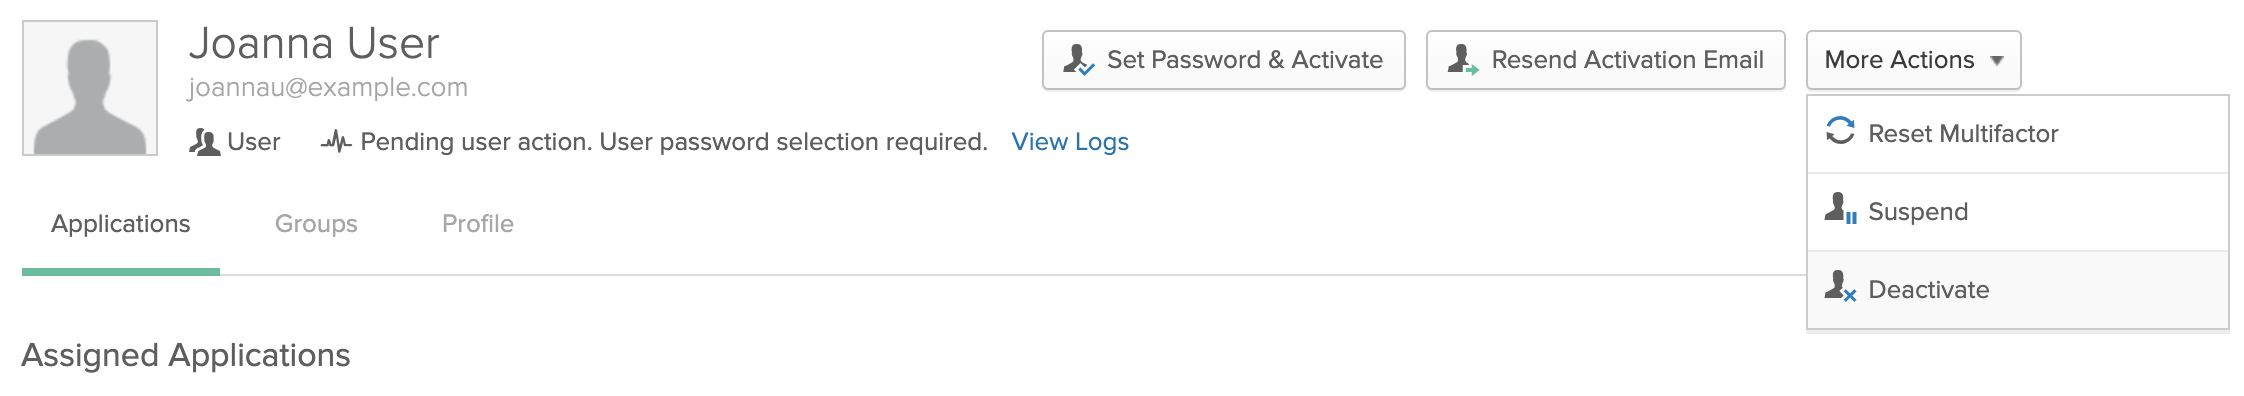 Joanna User
joannau@example.com
User Pending user action. User password selection required. View Logs
Set Password & Activate Resend Activation Email More Actions
Reset Multifactor
Suspend
Deactivate
Applications Groups Profile
Assigned Applications